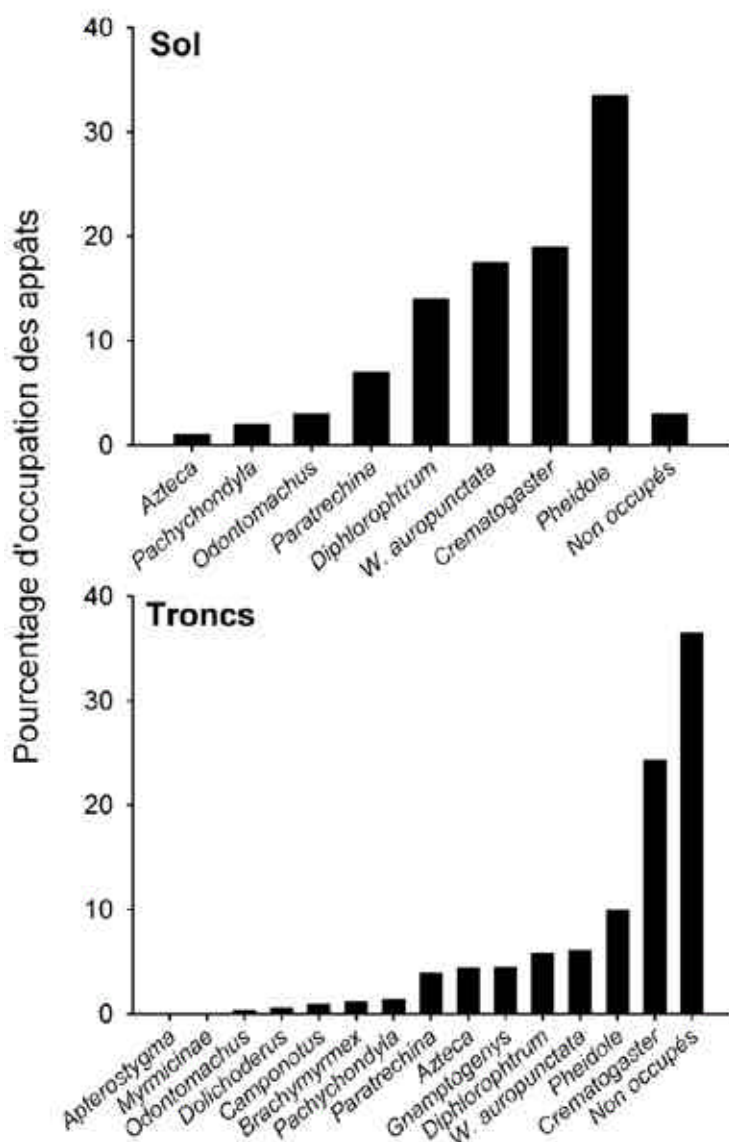 Pourcentage d'occupation des appâts
Sol
40
30
20
10
0
Azteca
Pachychondyla
Odontomachus
Paratrechina
Diphlorophtrum
W. auropunctata
Crematogaster
Pheidole
Non occupés
Troncs
40
30
20
10
0
Apterostygma
Myrmicinae
Odontomachus
Dolichoderus
Camponotus
Brachymyrmex
Pachychondyla
Paratrechina
Azteca
Gnamptogenys
Diphlorophtrum
W. auropunctata
Pheidole
Crematogaster
Non occupés